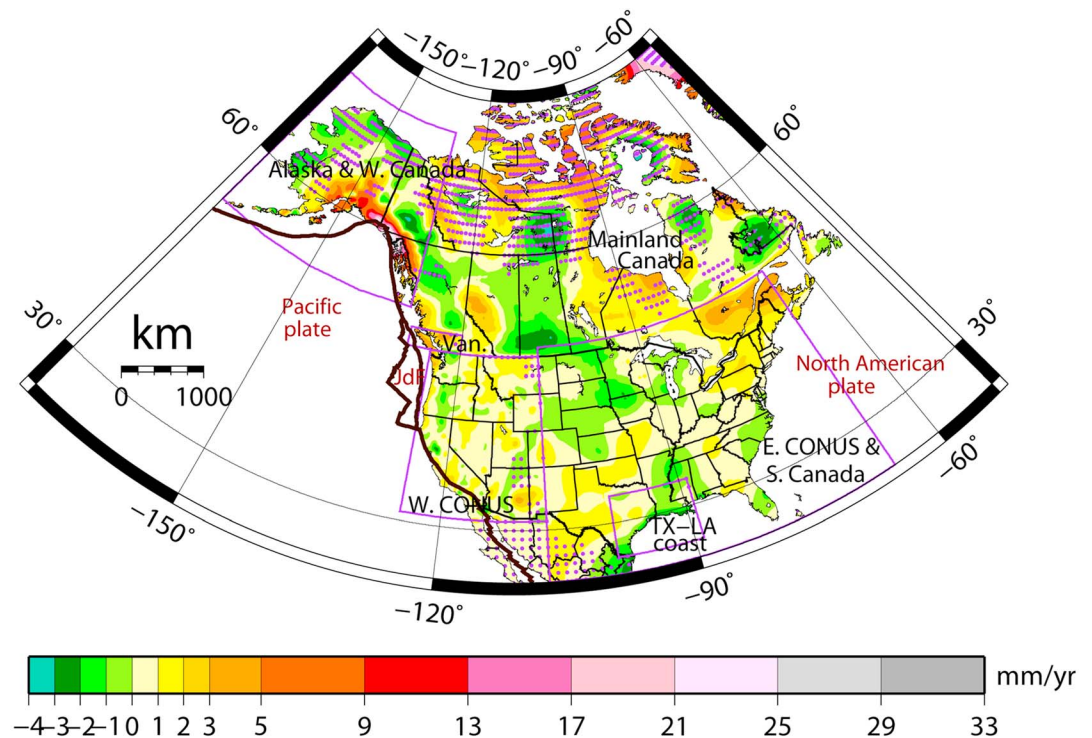 −150° −120° −90° −60°
60°
60°
Alaska & W. Canada
Mainland
Canada
Pacific
plate
30°
30°
km
0 1000
Van.
JdF
North American
plate
E. CONUS &
S. Canada
W. CONUS
TX−LA
coast
−150°
−120°
−90°
−60°
mm/yr
−4 −3 −2 −1 0 1 2 3 5 9 13 17 21 25 29 33